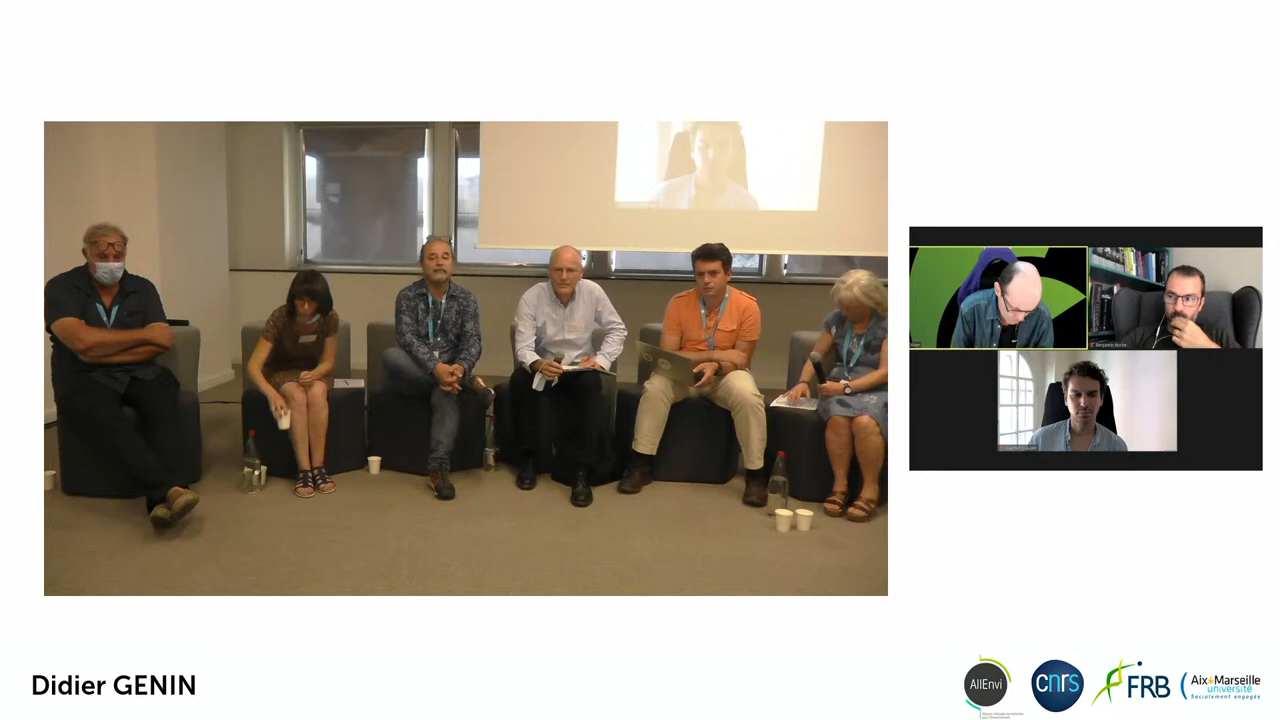 Didier GENIN
AllEnvi
cnrs
FRB
Aix Marseille
université
Socialement engagée